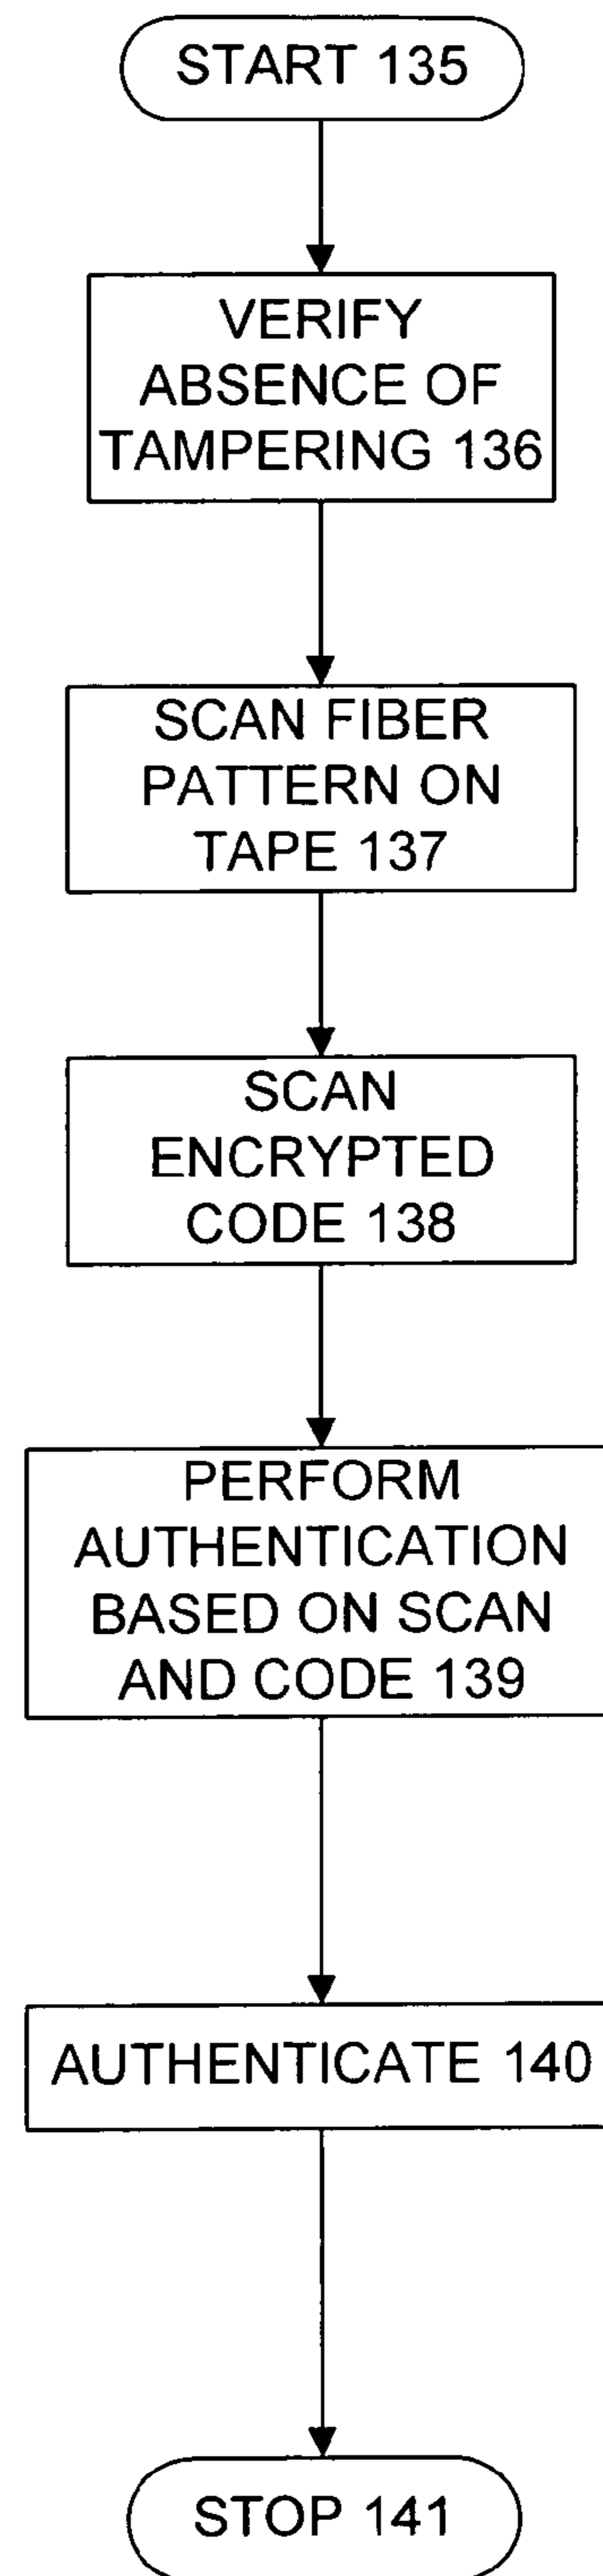 START 135
VERIFY
ABSENCE OF
TAMPERING 136
SCAN FIBER
PATTERN ON
TAPE 137
SCAN
ENCRYPTED
CODE 138
PERFORM
AUTHENTICATION
BASED ON SCAN
AND CODE 139
AUTHENTICATE 140
STOP 141